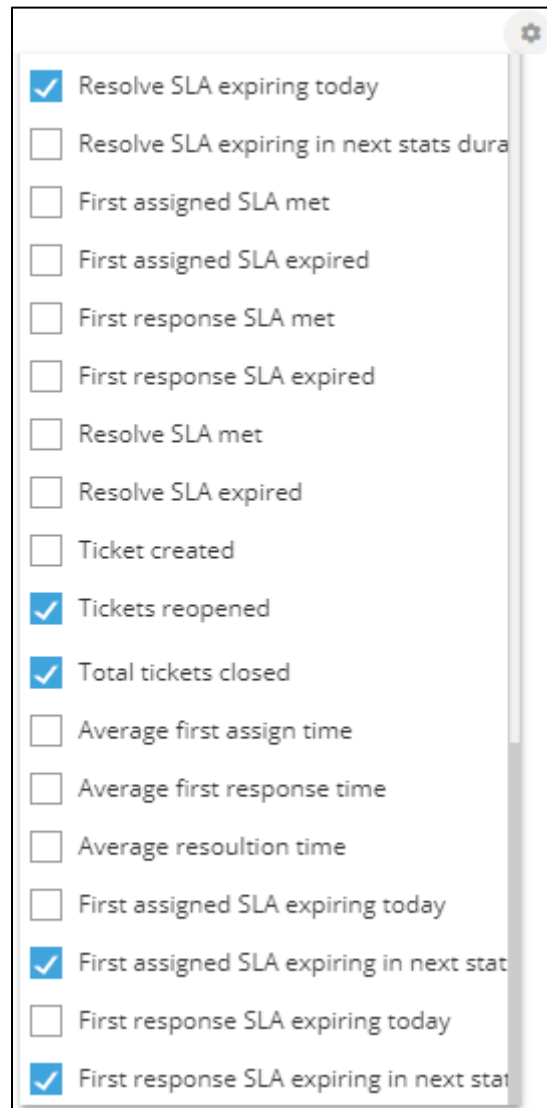 Resolve SLA expiring today
Resolve SLA expiring in next stats dura
First assigned SLA met
First assigned SLA expired
First response SLA met
First response SLA expired
Resolve SLA met
Resolve SLA expired
Ticket created
Tickets reopened
Total tickets closed
Average first assign time
Average first response time
Average resoultion time
First assigned SLA expiring today
First assigned SLA expiring in next stat
First response SLA expiring today
First response SLA expiring in next stat